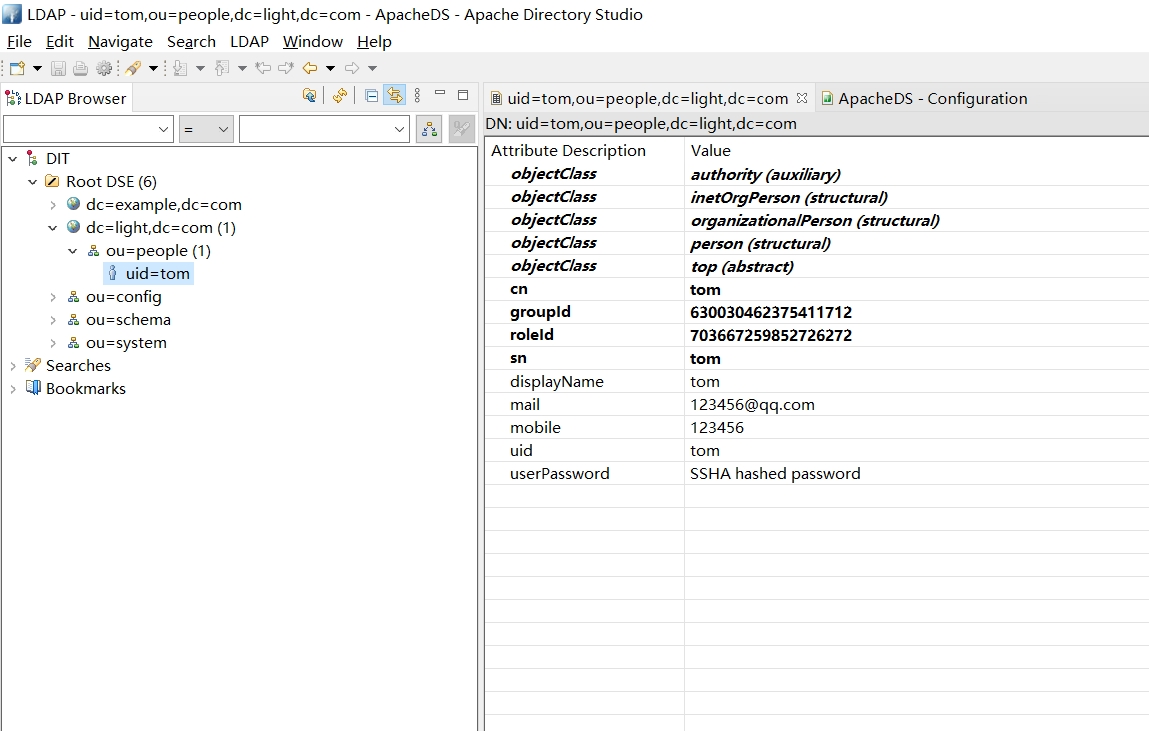 LDAP - uid=tom,ou=people,dc=light,dc=com - ApacheDS - Apache Directory Studio
File Edit Navigate Search LDAP Window Help
LDAP Browser
=
DIT
Root DSE (6)
dc=example,dc=com
dc=light,dc=com (1)
ou=people (1)
uid=tom
ou=config
ou=schema
ou=system
Searches
Bookmarks
uid=tom,ou=people,dc=light,dc=com ApacheDS - Configuration
DN: uid=tom,ou=people,dc=light,dc=com
Attribute Description Value
objectClass authority (auxiliary)
objectClass inetOrgPerson (structural)
objectClass organizationalPerson (structural)
objectClass person (structural)
objectClass top (abstract)
cn tom
groupId 630030462375411712
roleId 703667259852726272
sn tom
displayName tom
mail 123456@qq.com
mobile 123456
uid tom
userPassword SSHA hashed password